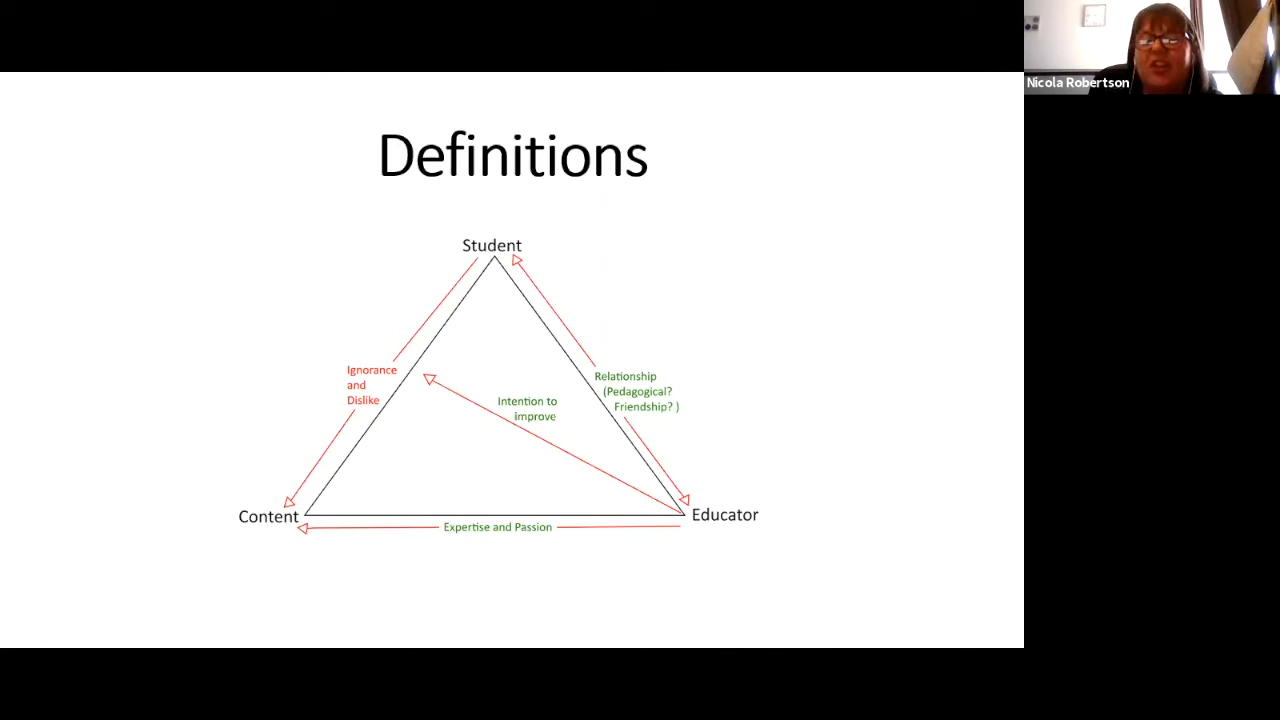 Nicola Robertson
Definitions
Student
Ignorance
and
Dislike
Relationship
(Pedagogical?
Friendship? )
Intention to
improve
Content
Educator
Expertise and Passion